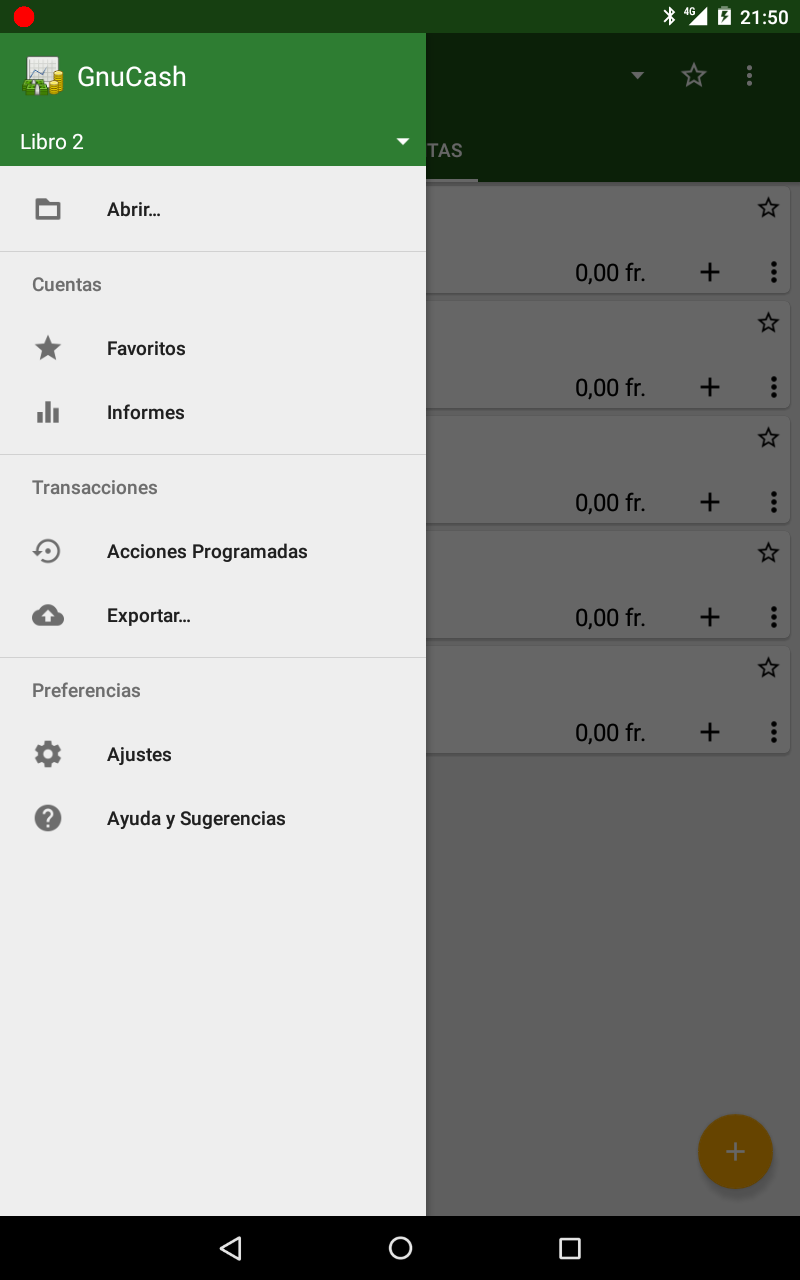 4G 21:50
GnuCash
Libro 2
TAS
Abrir…
0,00 fr.
Cuentas
Favoritos
0,00 fr.
Informes
Transacciones
0,00 fr.
Acciones Programadas
Exportar…
0,00 fr.
Preferencias
0,00 fr.
Ajustes
Ayuda y Sugerencias